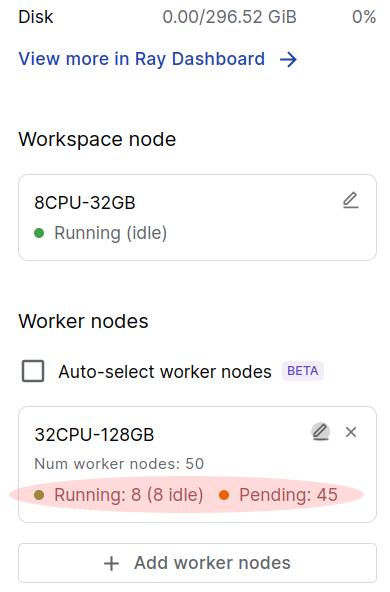 Disk 0.00/296.52 GiB 0%
View more in Ray Dashboard
Workspace node
8CPU-32GB
Running (idle)
Worker nodes
Auto-select worker nodes BETA
32CPU-128GB
Num worker nodes: 50
Running: 8 (8 idle) Pending: 45
Add worker nodes